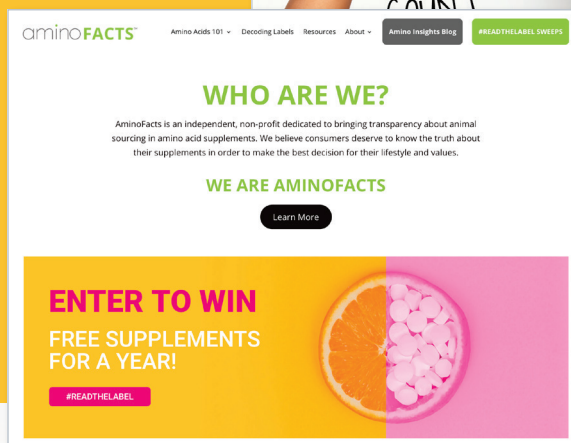 aminoFACTS™
Amino Acids 101
Decoding Labels
Resources
About
Amino Insights Blog
#READTHELABEL SWEEPS
WHO ARE WE?
AminoFacts is an independent, non-profit dedicated to bringing transparency about animal
sourcing in amino acid supplements. We believe consumers deserve to know the truth about
their supplements in order to make the best decision for their lifestyle and values.
WE ARE AMINOFACTS
Learn More
ENTER TO WIN
FREE SUPPLEMENTS
FOR A YEAR!
#READTHELABEL